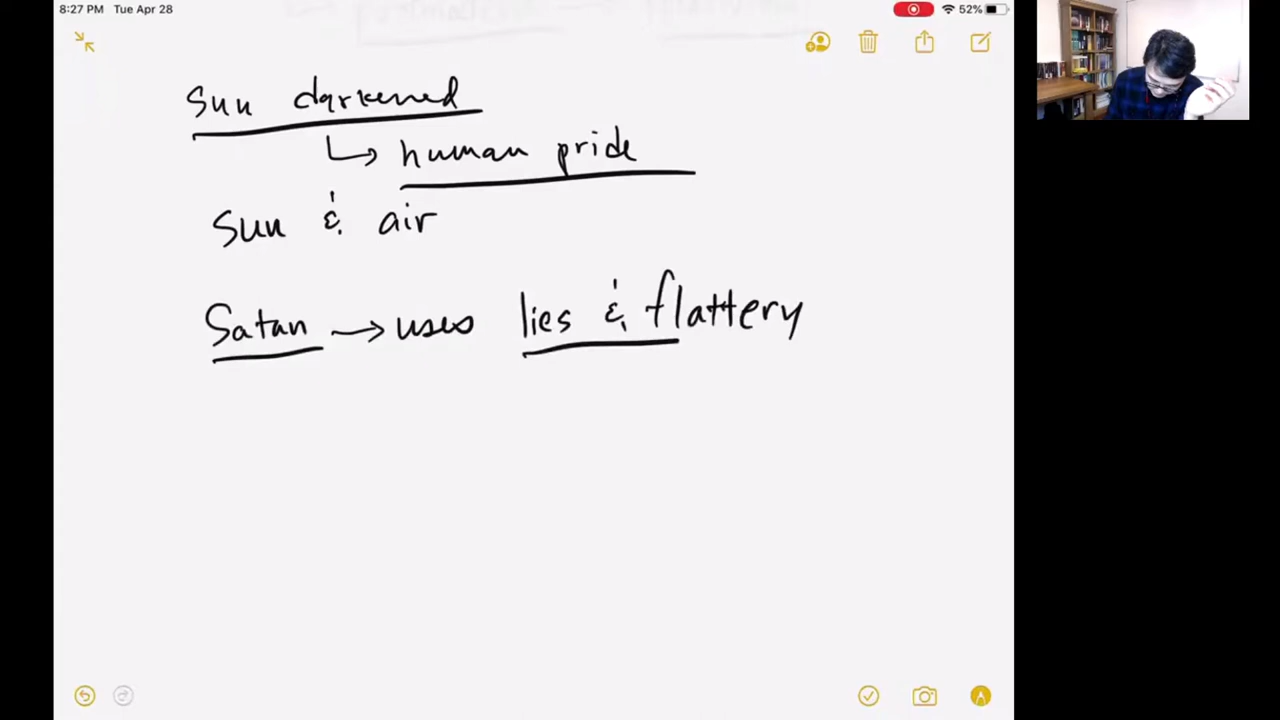 8:27 PM Tue Apr 28
52%
Sun darkened
human pride
Sun & air
Satan → uses lies & flattery